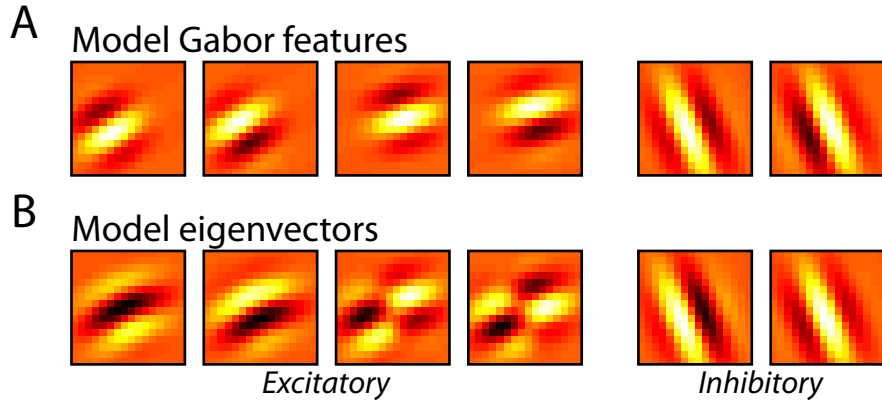 A
Model Gabor features
B
Model eigenvectors
Excitatory
Inhibitory